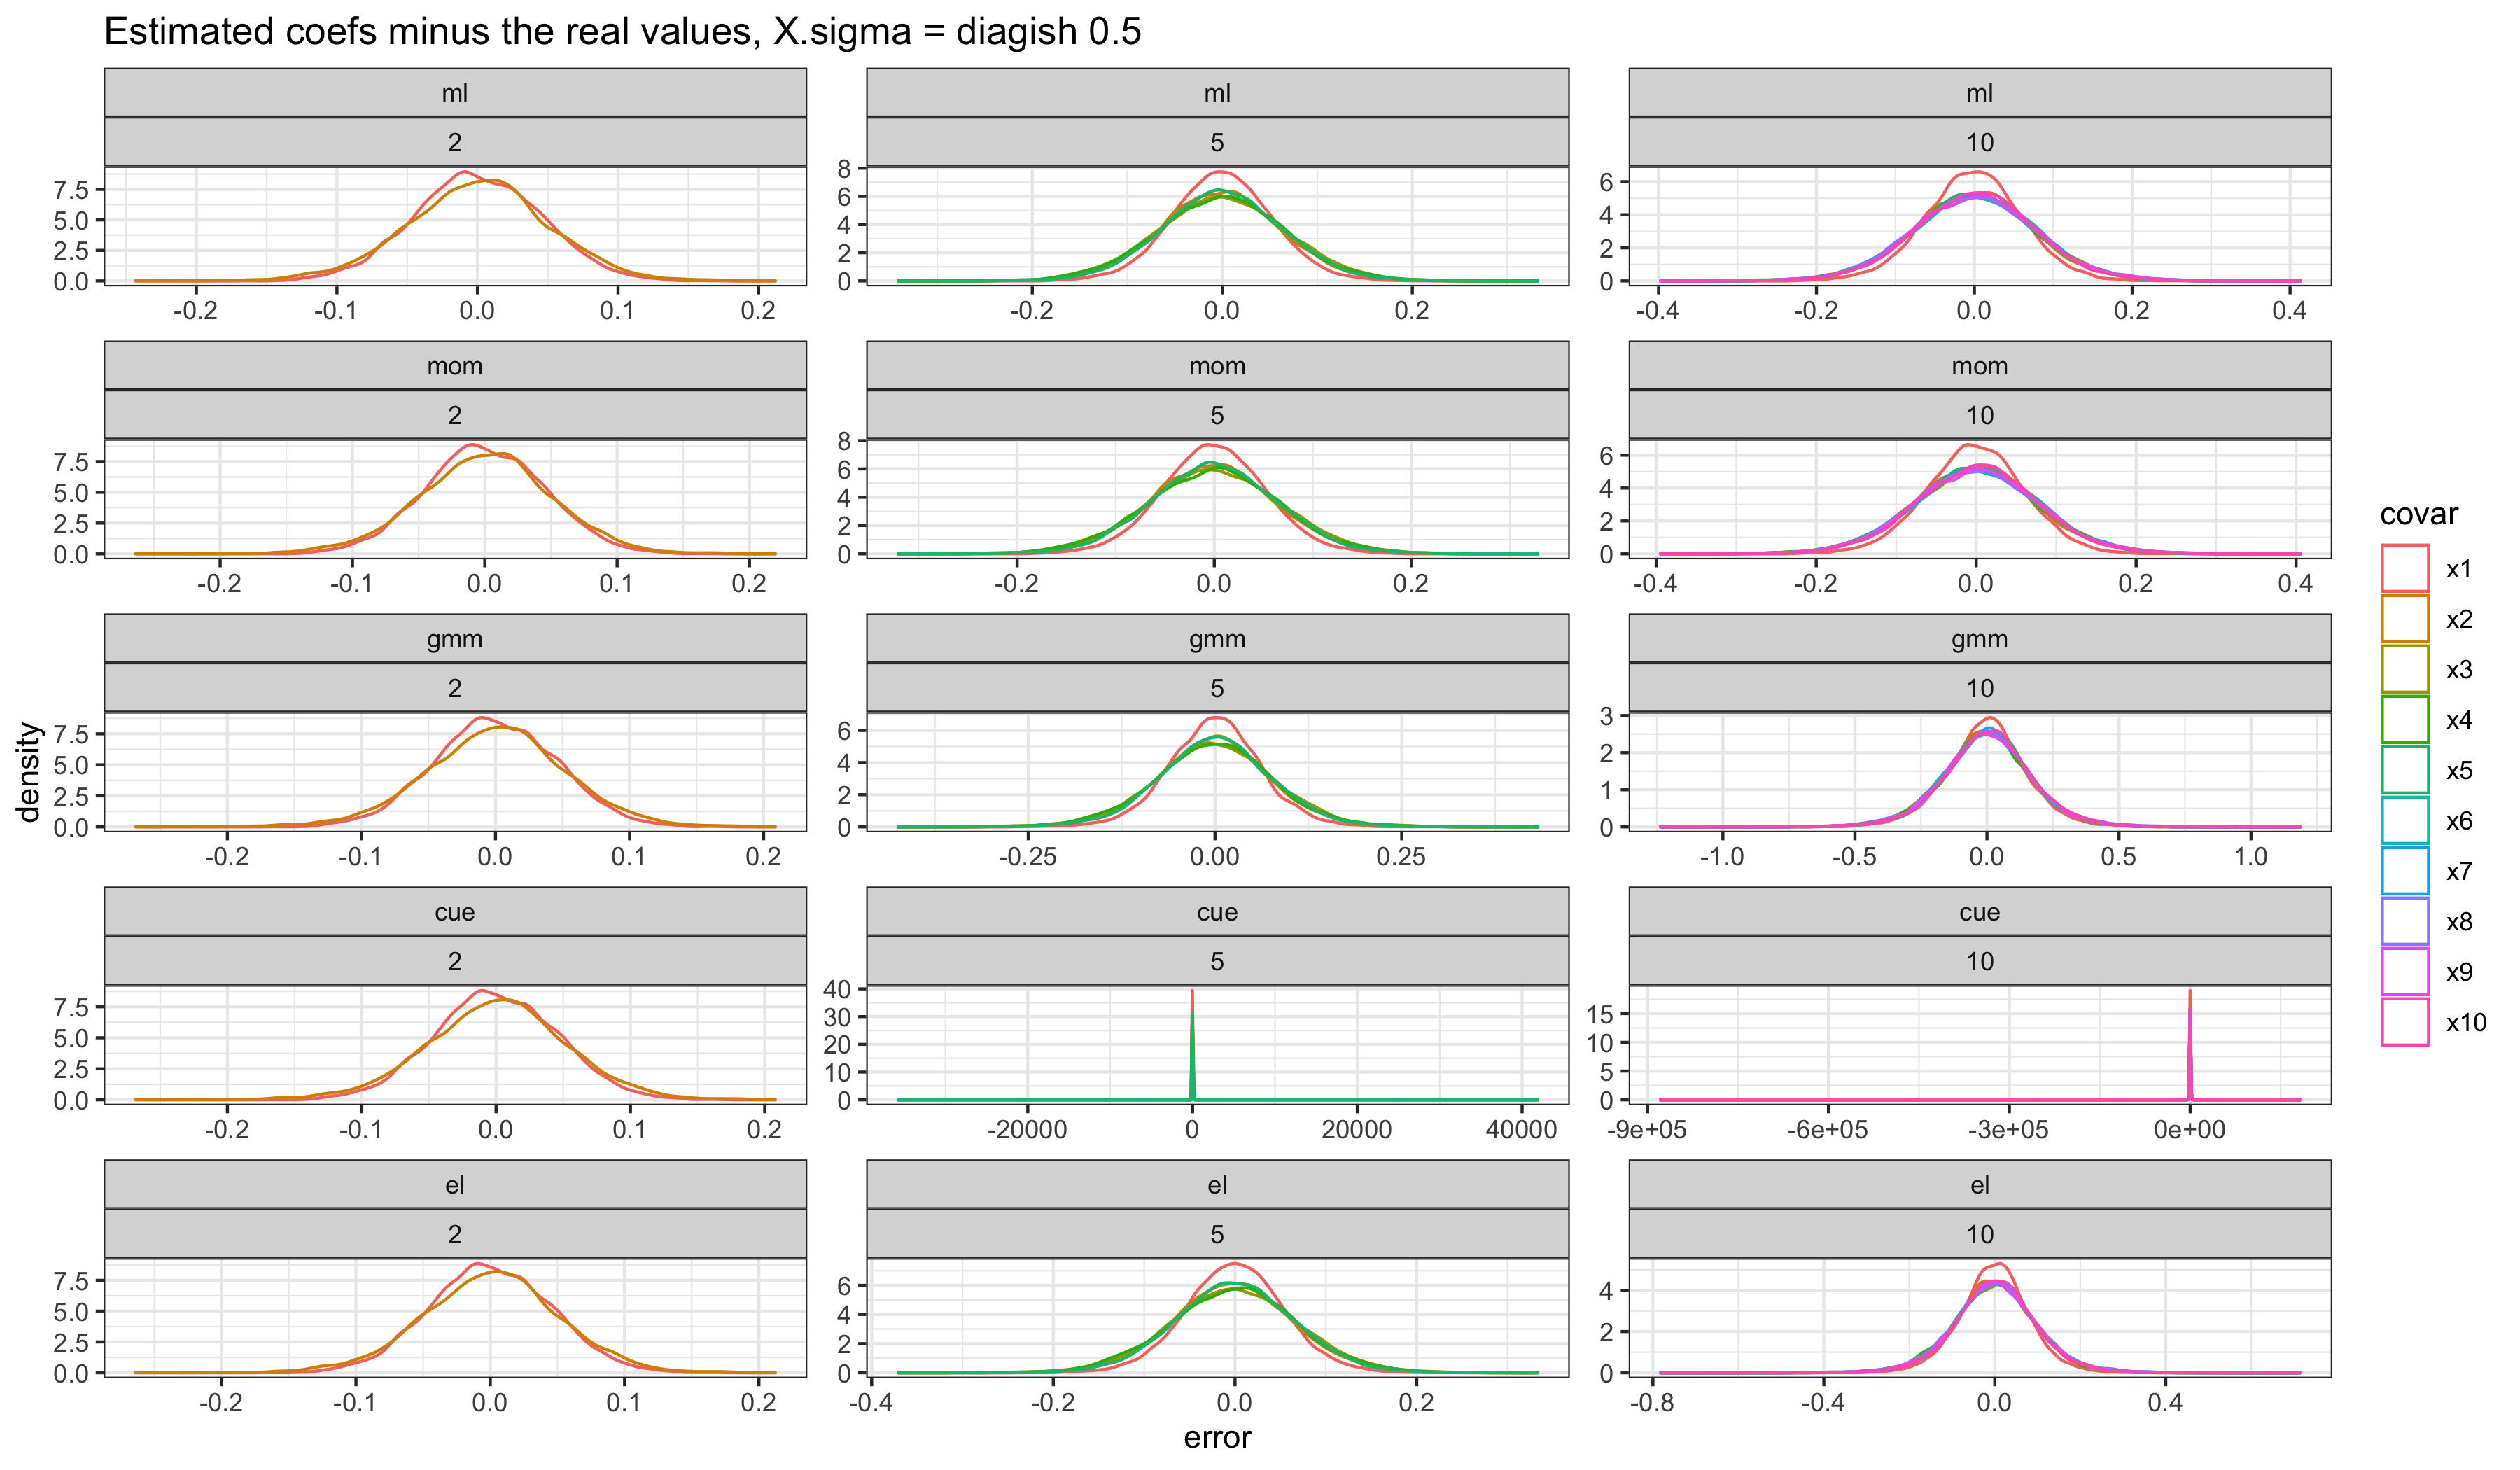 Estimated coefs minus the real values, X.sigma = diagish 0.5
ml ml ml
2 5 10
7.5 5.0 2.5 0.0
8 6 4 2 0
6 4 2 0
-0.2 -0.1 0.0 0.1 0.2
-0.2 0.0 0.2
-0.4 -0.2 0.0 0.2 0.4
mom mom mom
2 5 10
7.5 5.0 2.5 0.0
8 6 4 2 0
6 4 2 0
-0.2 -0.1 0.0 0.1 0.2
-0.2 0.0 0.2
-0.4 -0.2 0.0 0.2 0.4
gmm gmm gmm
2 5 10
7.5 5.0 2.5 0.0
6 4 2 0
3 2 1 0
-0.2 -0.1 0.0 0.1 0.2
-0.25 0.00 0.25
-1.0 -0.5 0.0 0.5 1.0
cue cue cue
2 5 10
7.5 5.0 2.5 0.0
40 30 20 10 0
15 10 5 0
-0.2 -0.1 0.0 0.1 0.2
-20000 0 20000 40000
-9e+05 -6e+05 -3e+05 0e+00
el el el
2 5 10
7.5 5.0 2.5 0.0
6 4 2 0
4 2 0
-0.2 -0.1 0.0 0.1 0.2
-0.4 -0.2 0.0 0.2
-0.8 -0.4 0.0 0.4
error
density
covar
x1
x2
x3
x4
x5
x6
x7
x8
x9
x10